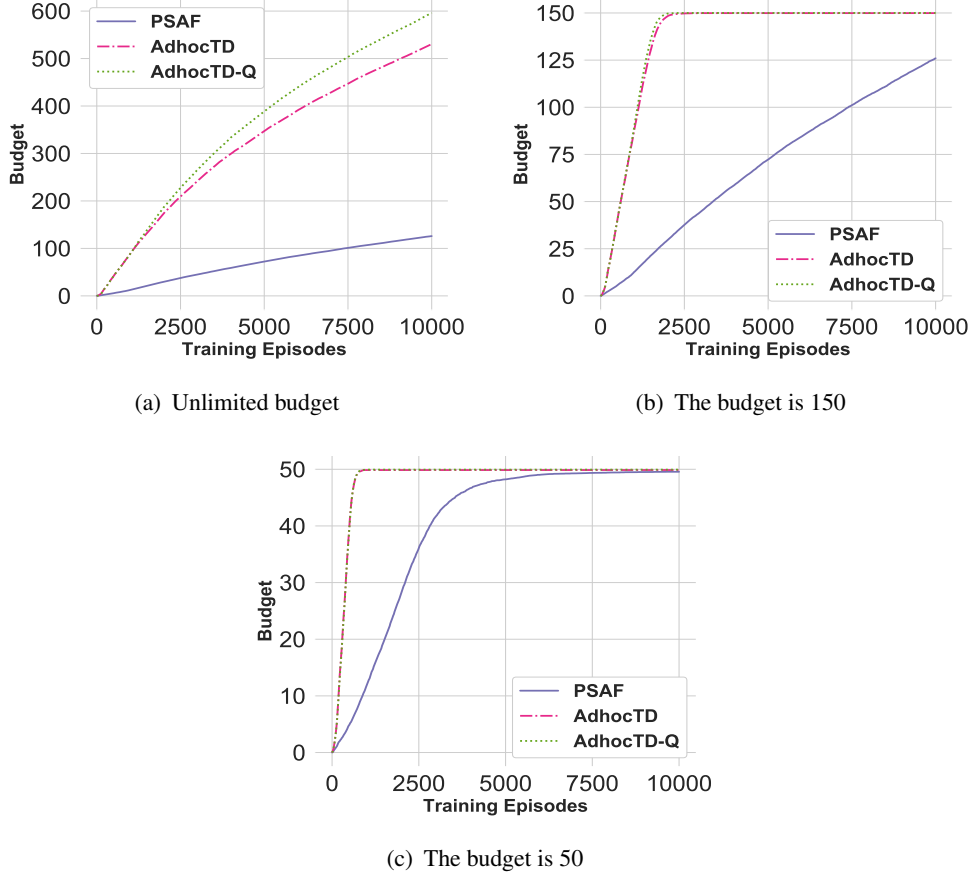 600
500
400
300
200
100
0
Budget
PSAF
AdhocTD
AdhocTD-Q
0 2500 5000 7500 10000
Training Episodes
(a) Unlimited budget
150
125
100
75
50
25
0
Budget
PSAF
AdhocTD
AdhocTD-Q
0 2500 5000 7500 10000
Training Episodes
(b) The budget is 150
50
40
30
20
10
0
Budget
PSAF
AdhocTD
AdhocTD-Q
0 2500 5000 7500 10000
Training Episodes
(c) The budget is 50